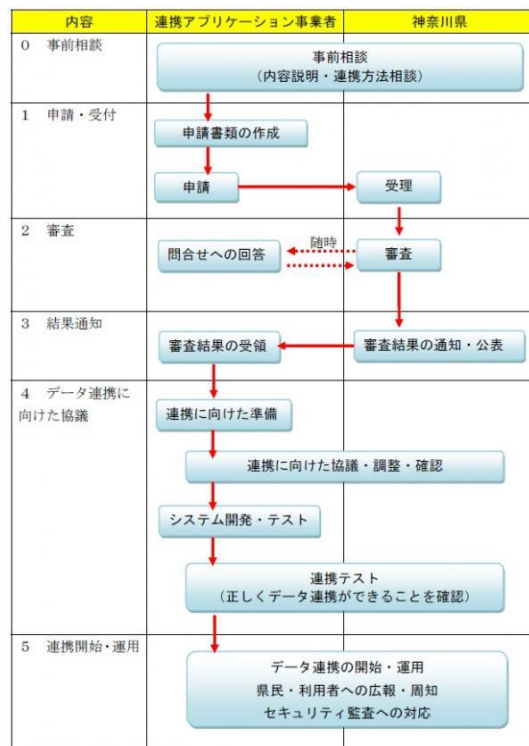 内容 連携アプリケーション事業者 神奈川県
0 事前相談
事前相談
(内容説明・連携方法相談)
1 申請・受付
申請書類の作成
申請
受理
2 審査
問合せへの回答
随時
審査
3 結果通知
審査結果の受領
審査結果の通知・公表
4 データ連携に
向けた協議
連携に向けた準備
連携に向けた協議・調整・確認
システム開発・テスト
連携テスト
(正しくデータ連携ができることを確認)
5 連携開始・運用
データ連携の開始・運用
県民・利用者への広報・周知
セキュリティ監査への対応